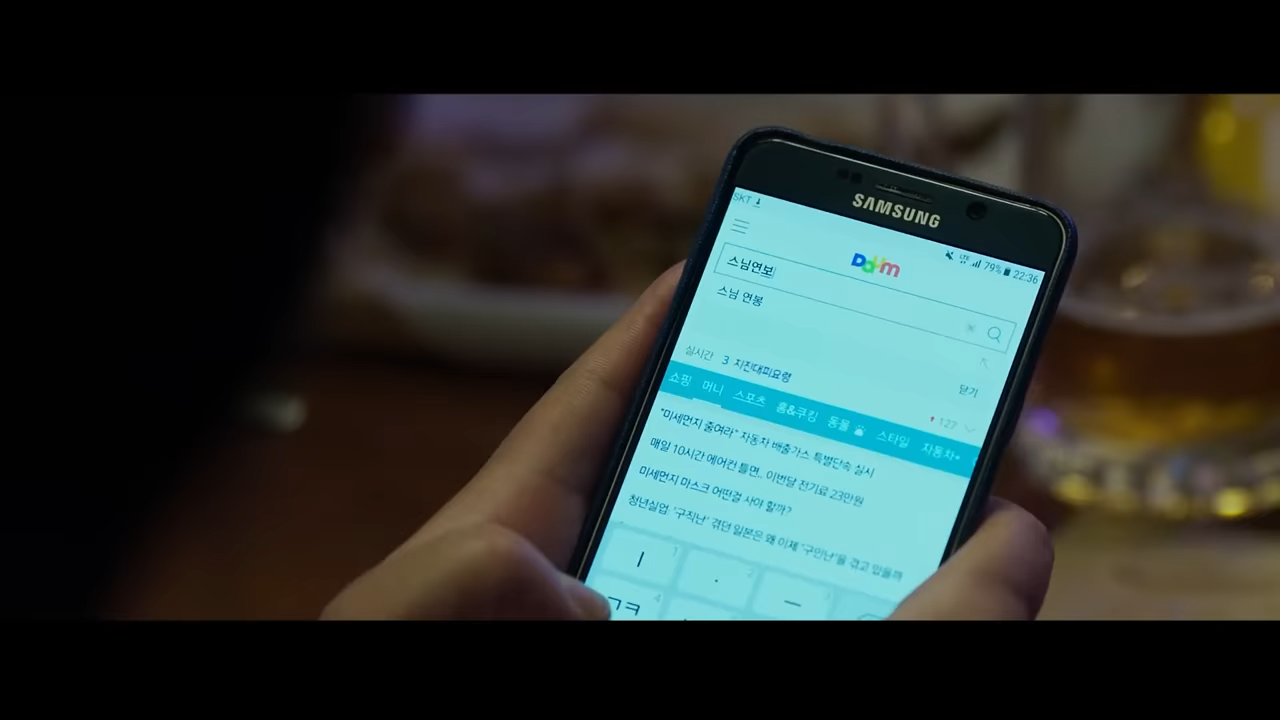 SAMSUNG
SKT
79% 22:36
Daum
스님연보
스님 연봉
닫기
실시간 3 지진대피요령
127
쇼핑 머니 스포츠 홈&쿠킹 동물 스타일 자동차
"미세먼지 줄여라" 자동차 배출가스 특별단속 실시
매일 10시간 에어컨 틀면.. 이번달 전기료 23만원
미세먼지 마스크 어떤걸 사야 할까?
청년실업 '구직난' 겪던 일본은 왜 이제 '구인난'을 겪고 있을까
ㅣ 1
· 2
ㅡ 3
ㄱㅋ 4